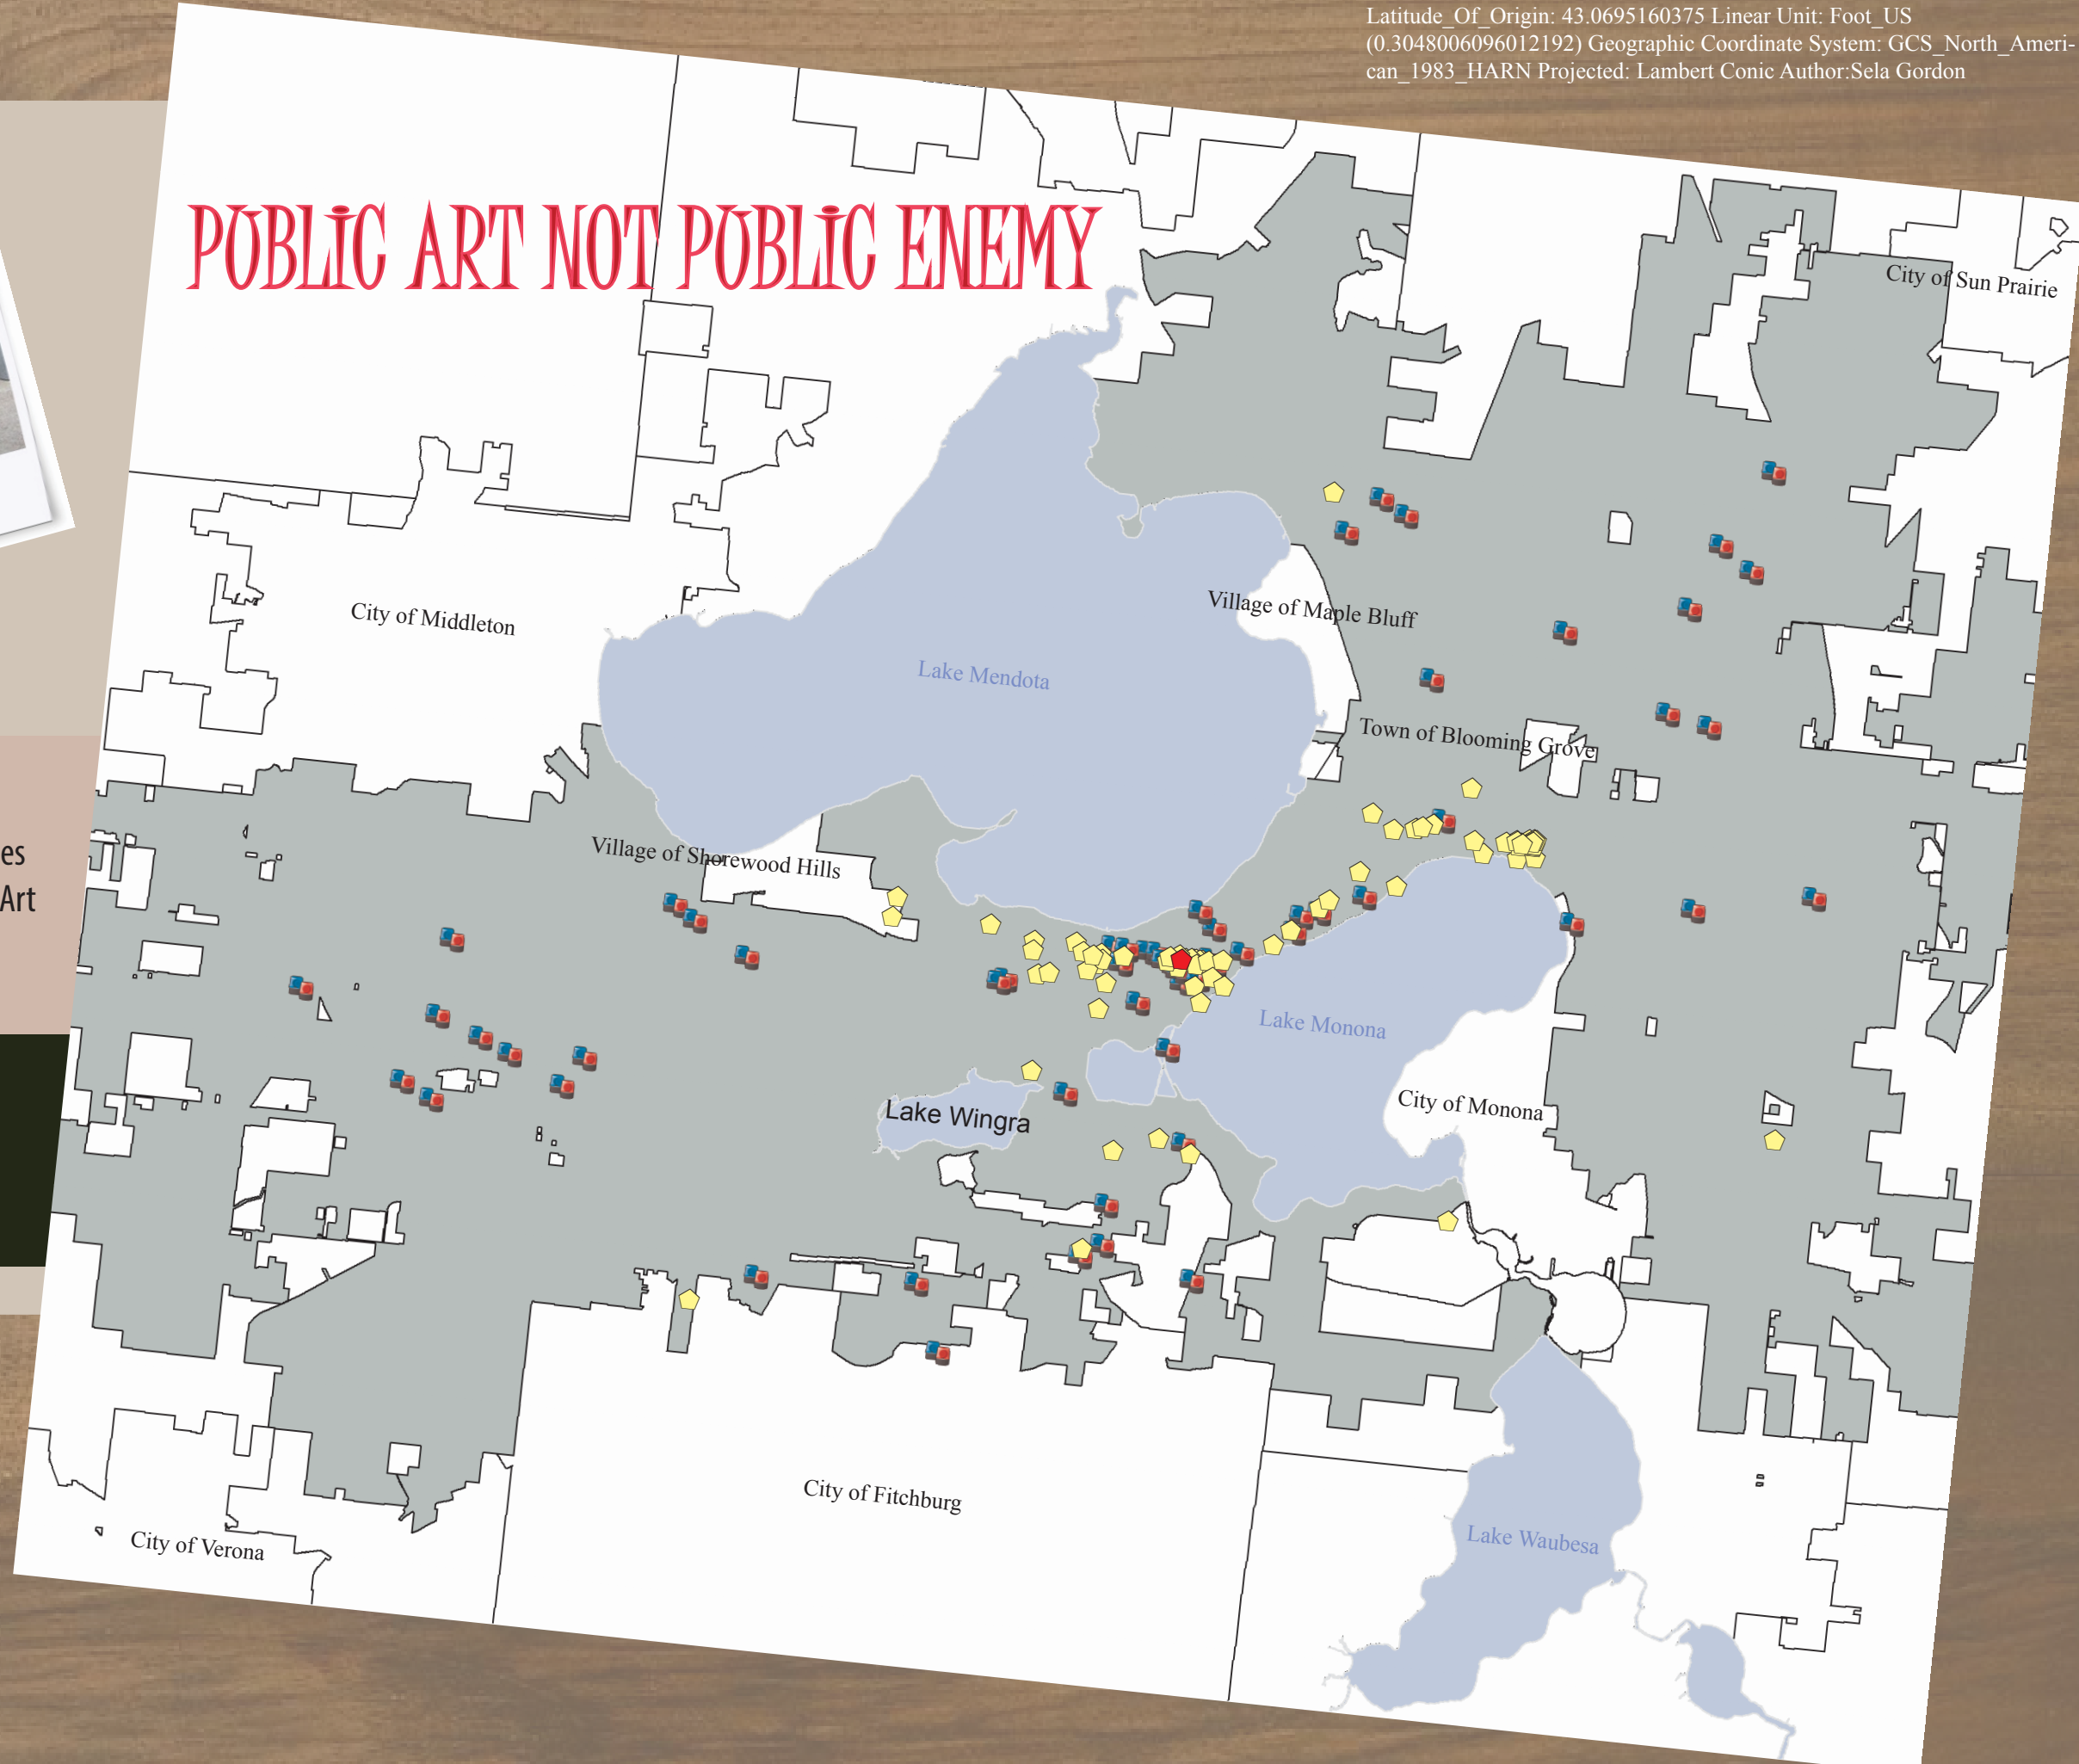 Latitude_Of_Origin: 43.0695160375 Linear Unit: Foot_US
(0.3048006096012192) Geographic Coordinate System: GCS_North_Ameri-
can_1983_HARN Projected: Lambert Conic Author:Sela Gordon
PUBLIC ART NOT PUBLIC ENEMY
City of Sun Prairie
City of Middleton
Village of Maple Bluff
Lake Mendota
Town of Blooming Grove
Village of Shorewood Hills
es
Art
Lake Monona
Lake Wingra
City of Monona
City of Fitchburg
City of Verona
Lake Waubesa